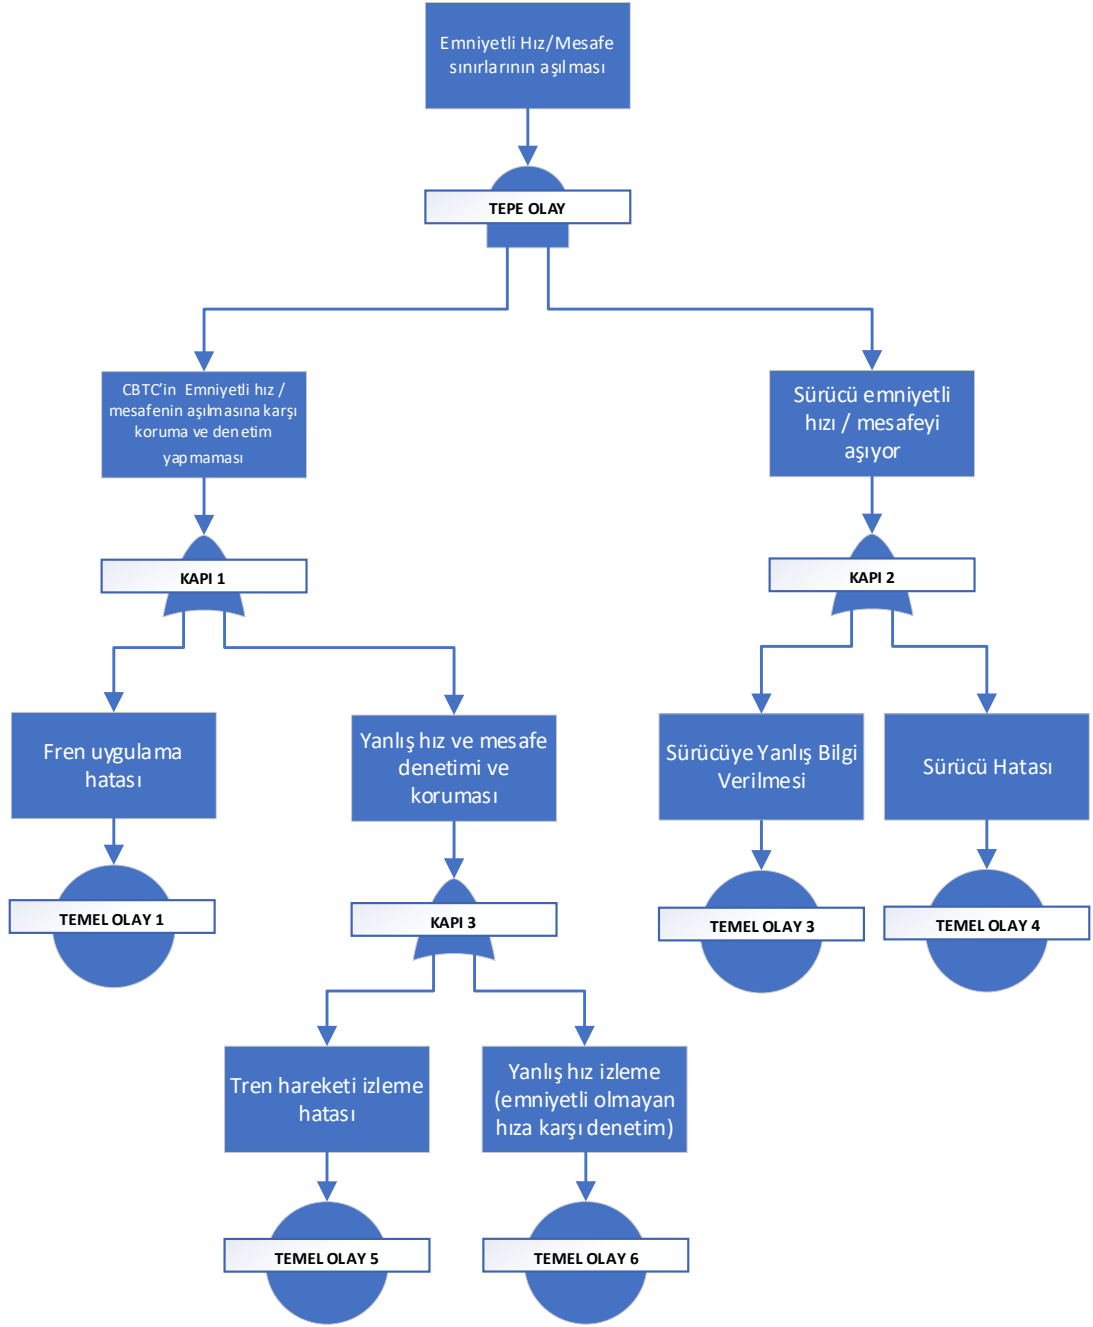 Emniyetli Hız/Mesafe
sınırlarının aşılması
TEPE OLAY
CBTC'in Emniyetli hız /
mesafenin aşılmasına karşı
koruma ve denetim
yapmaması
Sürücü emniyetli
hızı / mesafeyi
aşıyor
KAPI 1
KAPI 2
Fren uygulama
hatası
Yanlış hız ve mesafe
denetimi ve
koruması
Sürücüye Yanlış Bilgi
Verilmesi
Sürücü Hatası
TEMEL OLAY 1
KAPI 3
TEMEL OLAY 3
TEMEL OLAY 4
Tren hareketi izleme
hatası
Yanlış hız izleme
(emniyetli olmayan
hıza karşı denetim)
TEMEL OLAY 5
TEMEL OLAY 6